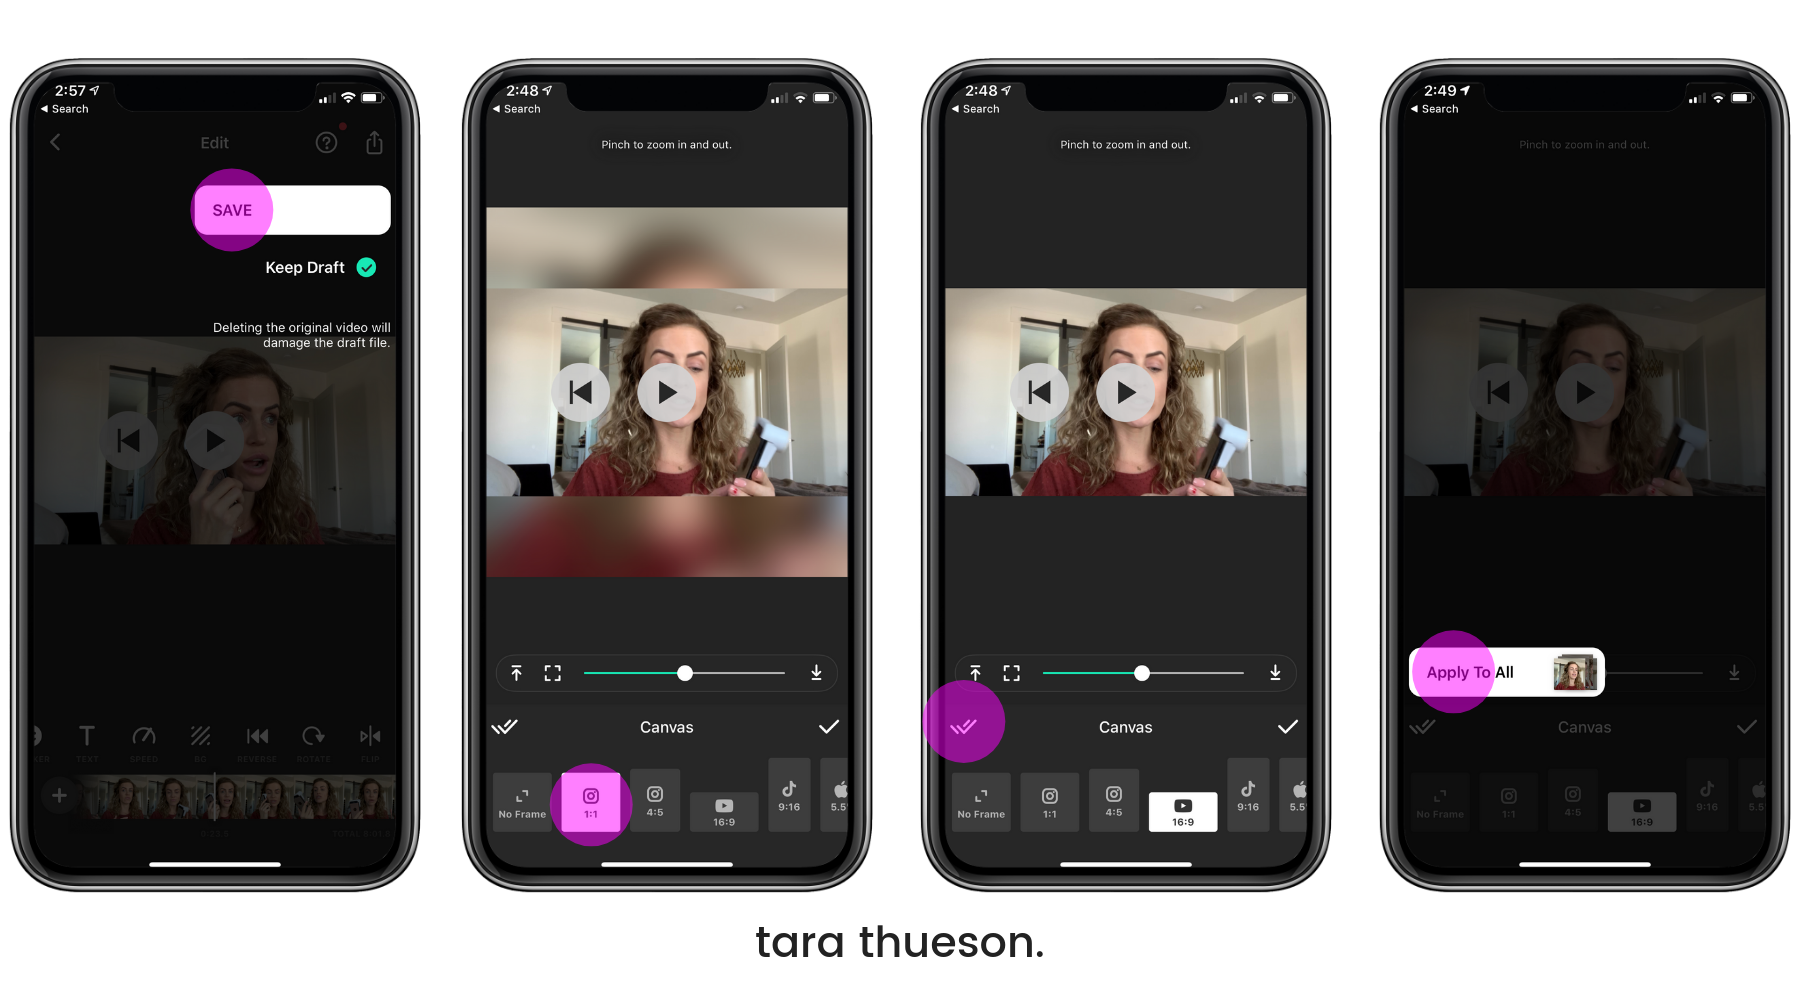 2:57
Search
Edit
SAVE
Keep Draft
Deleting the original video will
damage the draft file.
TEXT
SPEED
BG
REVERSE
ROTATE
FLIP
2:48
Search
Pinch to zoom in and out.
Canvas
No Frame
1:1
4:5
16:9
9:16
5.5
2:48
Search
Pinch to zoom in and out.
Canvas
No Frame
1:1
4:5
16:9
9:16
5.5
2:49
Search
Pinch to zoom in and out.
Apply To All
Canvas
No Frame
1:1
4:5
16:9
9:16
5.5
tara thueson.